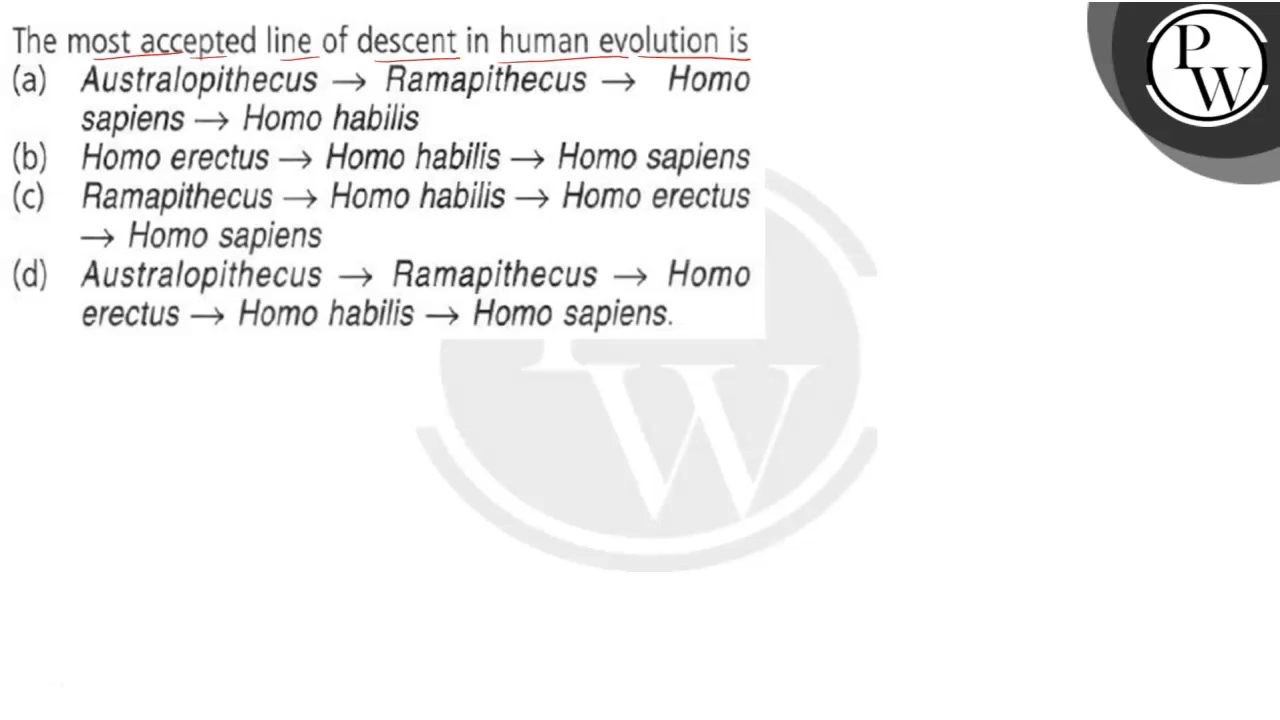 The most accepted line of descent in human evolution is
(a) Australopithecus → Ramapithecus → Homo
sapiens → Homo habilis
(b) Homo erectus → Homo habilis → Homo sapiens
(c) Ramapithecus → Homo habilis → Homo erectus
→ Homo sapiens
(d) Australopithecus → Ramapithecus → Homo
erectus → Homo habilis → Homo sapiens.
P
W
W